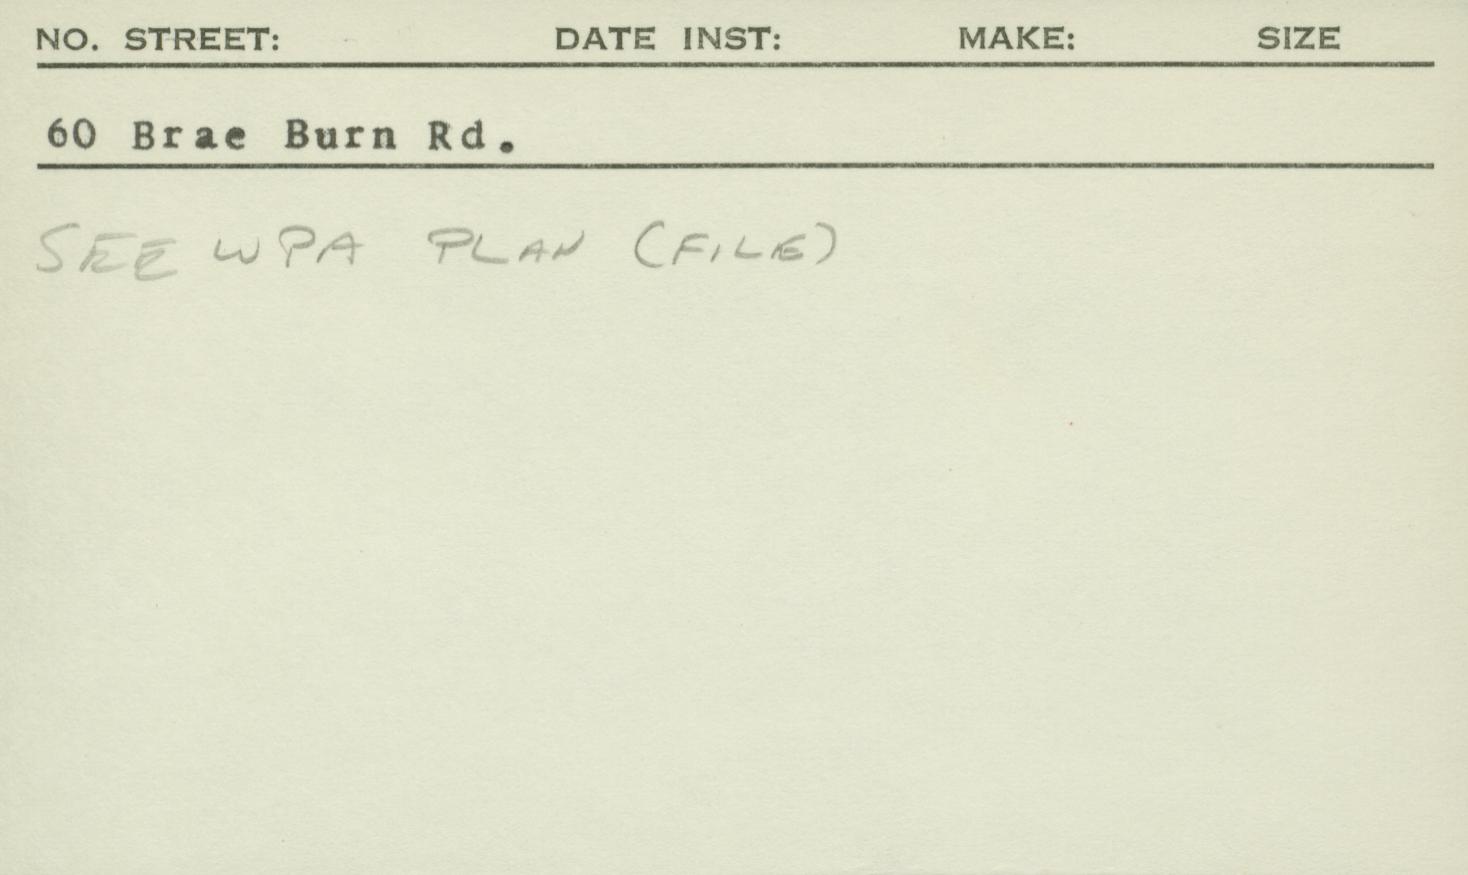 NO. STREET: DATE INST: MAKE: SIZE
60 Brae Burn Rd.
SEE WPA PLAN (FILE)